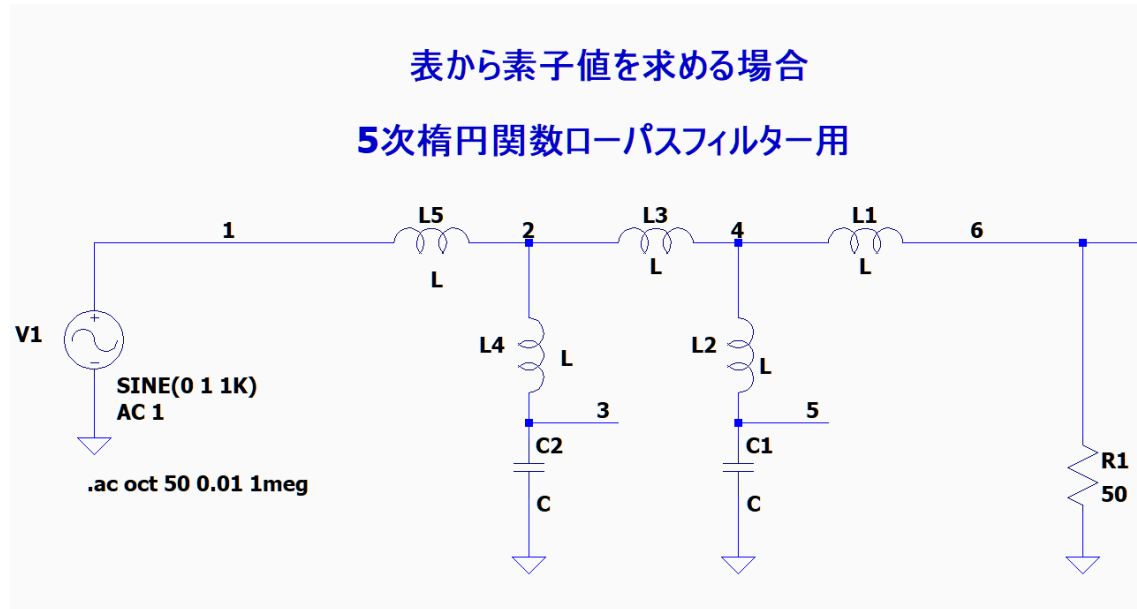 表から素子値を求める場合
5次楕円関数ローパスフィルター用
1
L5
L
2
L3
L
4
L1
L
6
V1
SINE(0 1 1K)
AC 1
L4
L
L2
L
3
5
C2
C
C1
C
R1
50
.ac oct 50 0.01 1meg